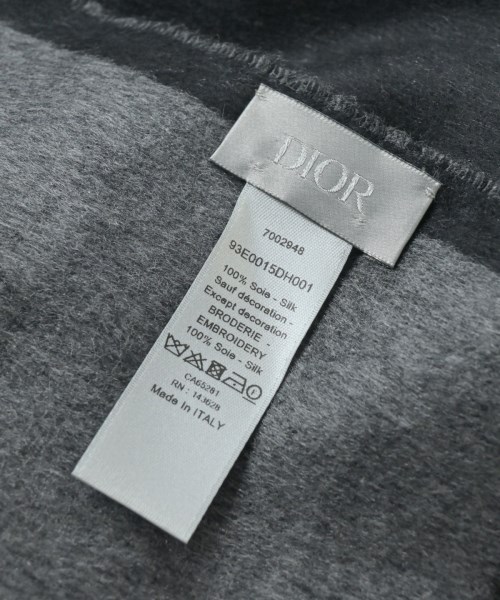 DIOR
7002948
93E0015DH001
100% Soie - Silk
Sauf décoration -
Except decoration
BRODERIE -
EMBROIDERY
100% Soie - Silk
CA65281
RN : 143628
Made in ITALY